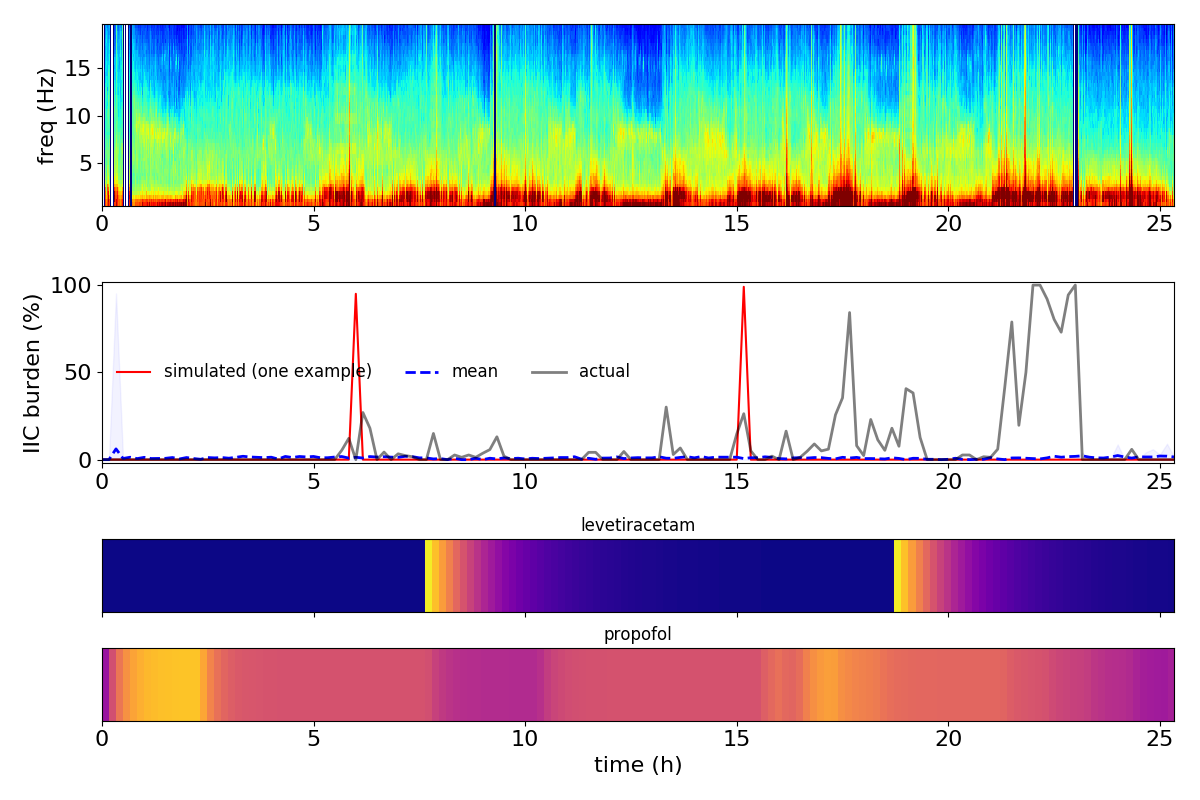 freq (Hz)
15
10
5
0 5 10 15 20 25
IIC burden (%)
100
50
0
simulated (one example) mean actual
0 5 10 15 20 25
levetiracetam
propofol
0 5 10 15 20 25
time (h)